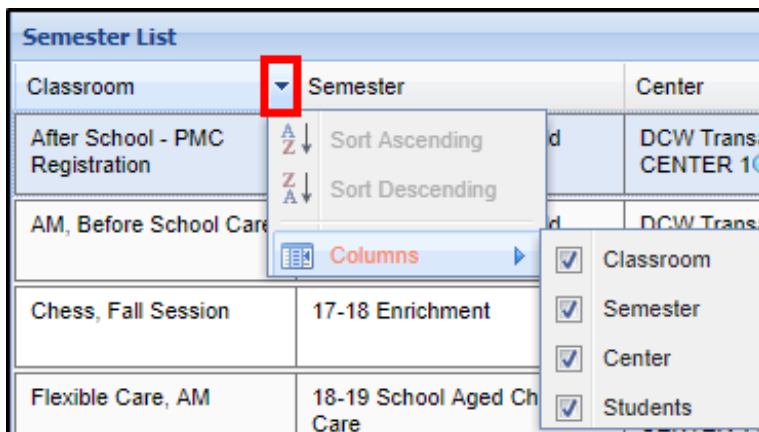 Semester List
Classroom Semester Center
After School - PMC
Registration
DCW Trans
CENTER 1
A
Z
Sort Ascending
Z
A
Sort Descending
AM, Before School Care
DCW Trans
Columns
Classroom
Semester
Center
Students
Chess, Fall Session
17-18 Enrichment
Flexible Care, AM
18-19 School Aged Ch
Care